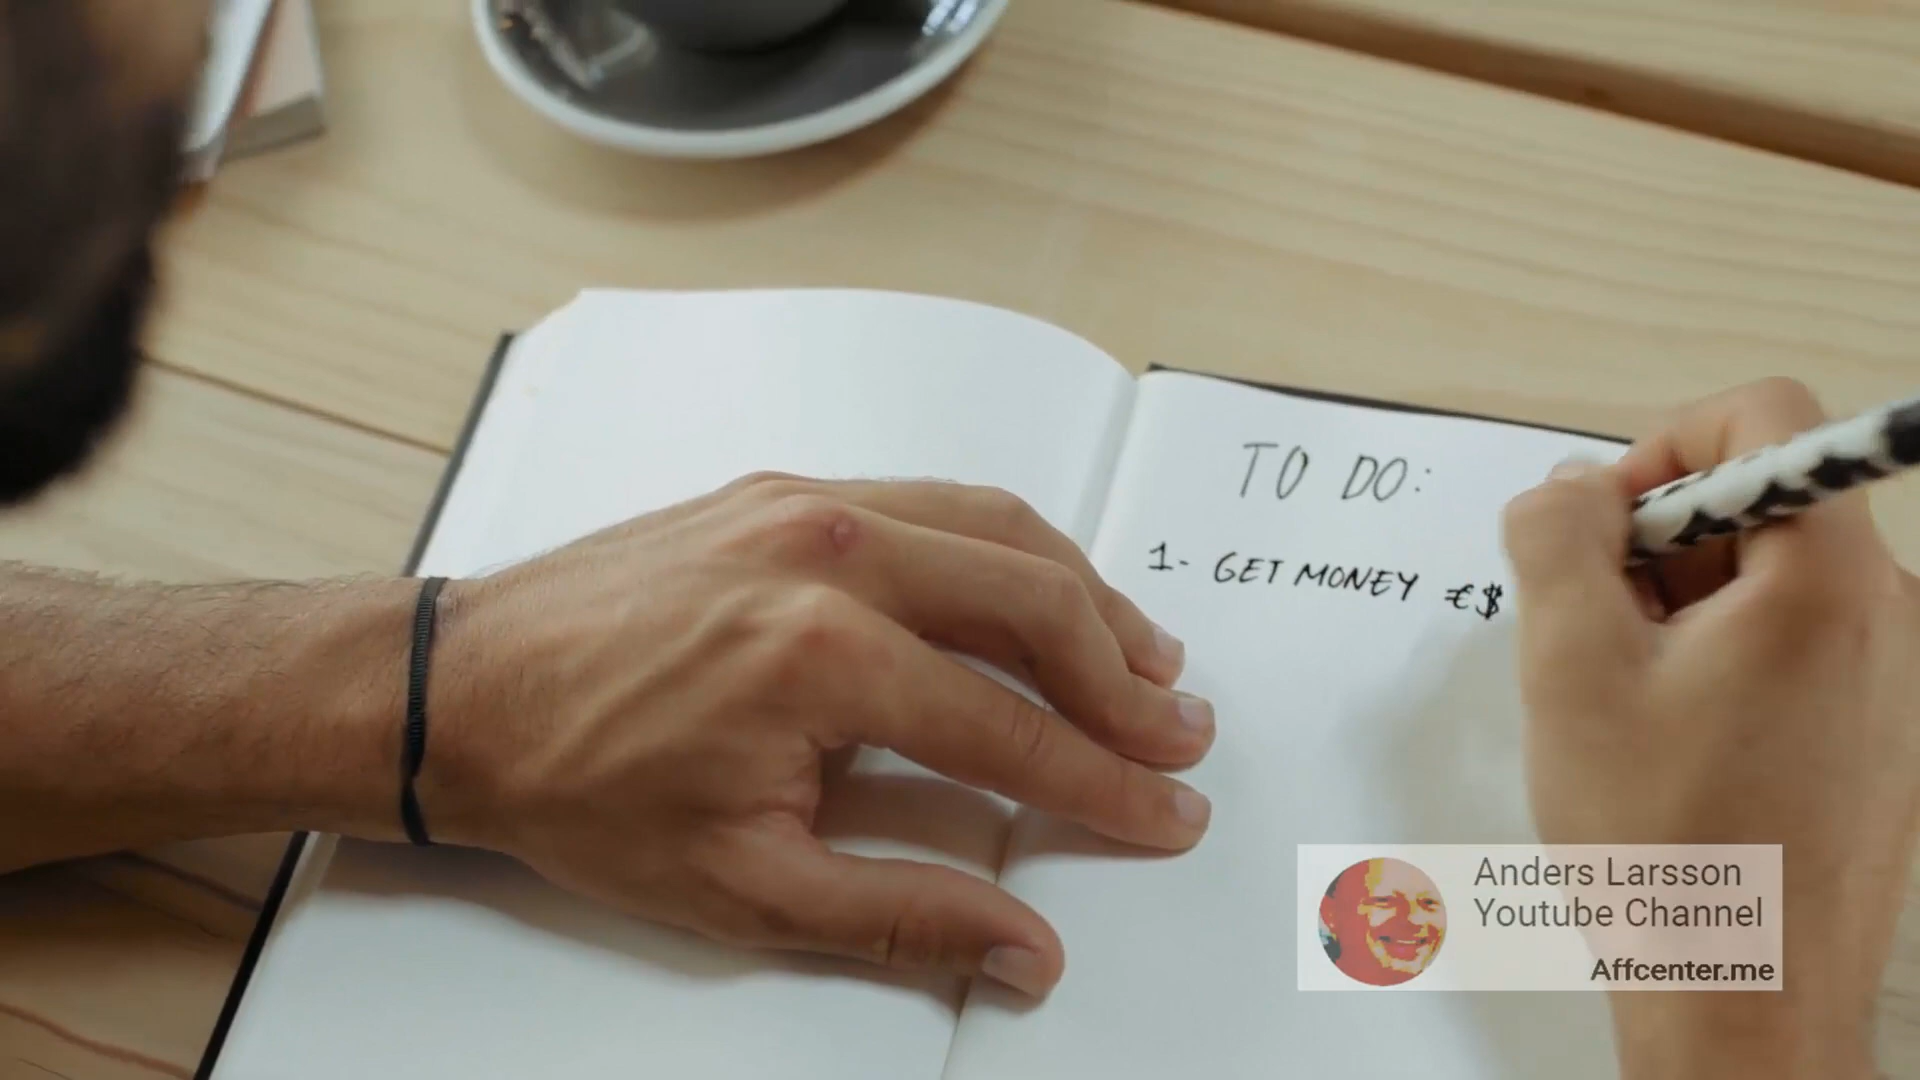 TO DO:
1- GET MONEY €$
Anders Larsson
Youtube Channel
Affcenter.me